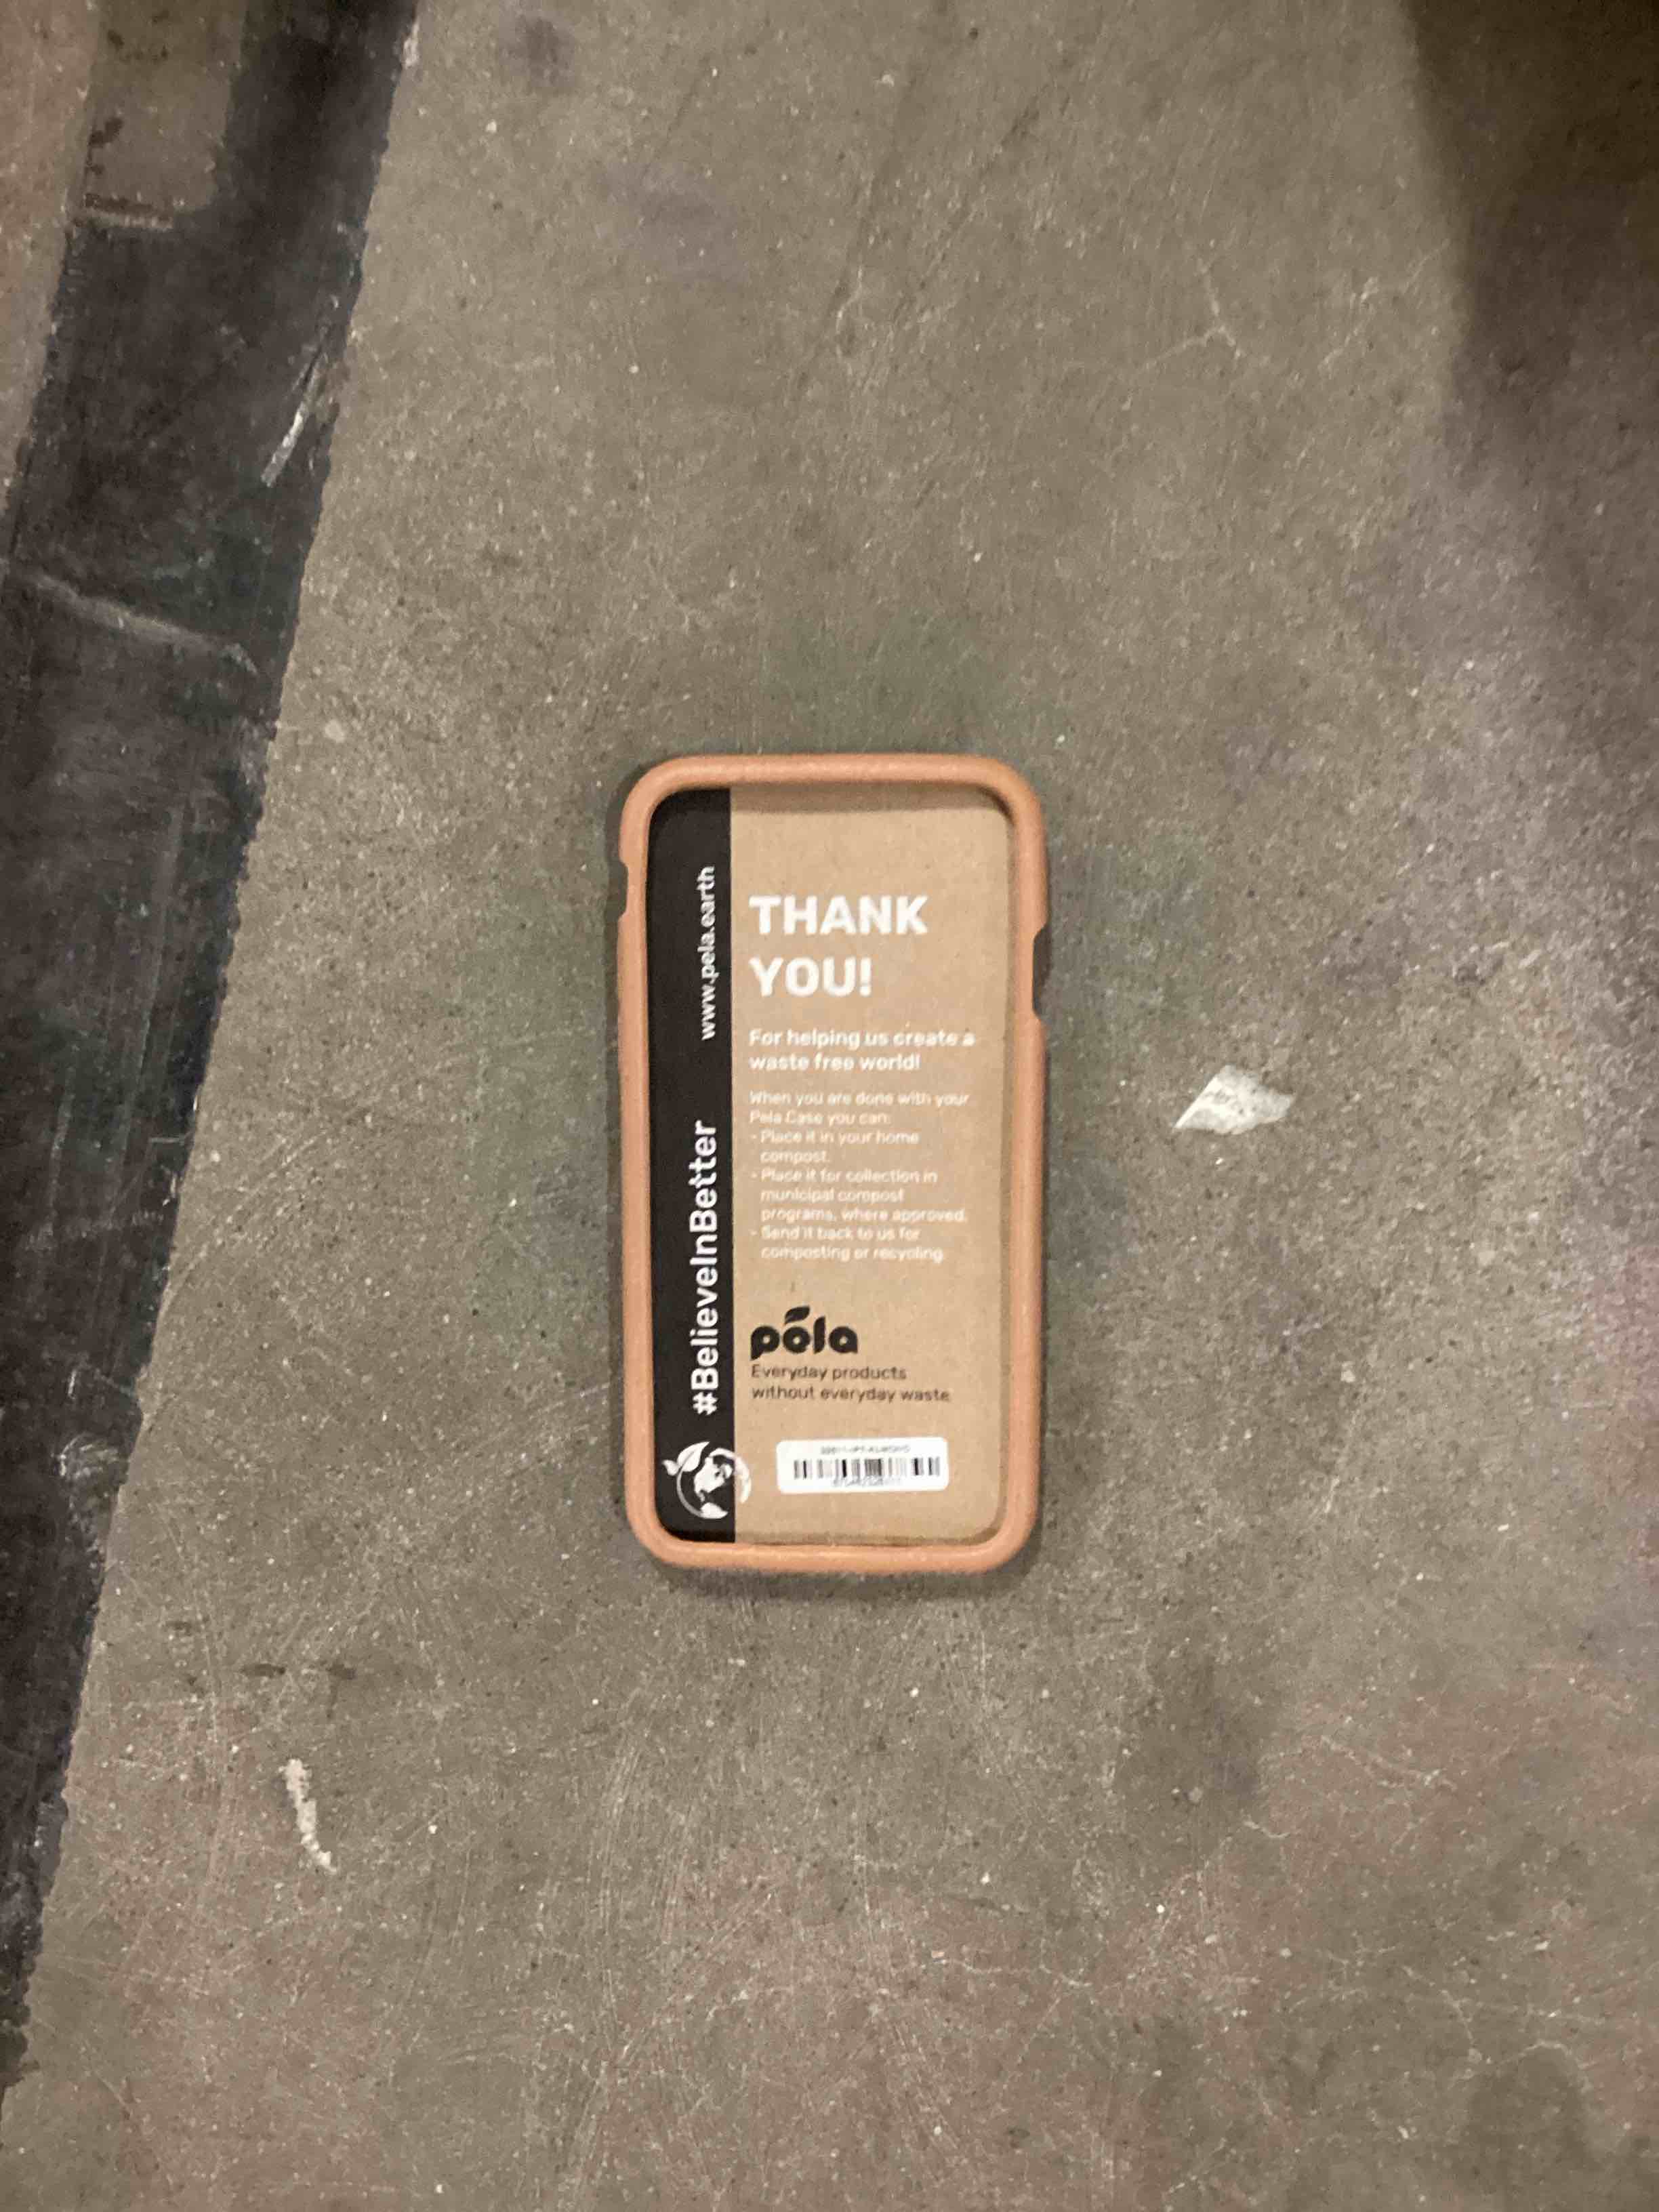 www.pela.earth
#BelieveInBetter
THANK
YOU!
For helping us create a
waste free world!
When you are done with your
Pela Case you can:
- Place it in your home
compost.
- Place it for collection in
municipal compost
programs, where approved.
- Send it back to us for
composting or recycling.
pela
Everyday products
without everyday waste